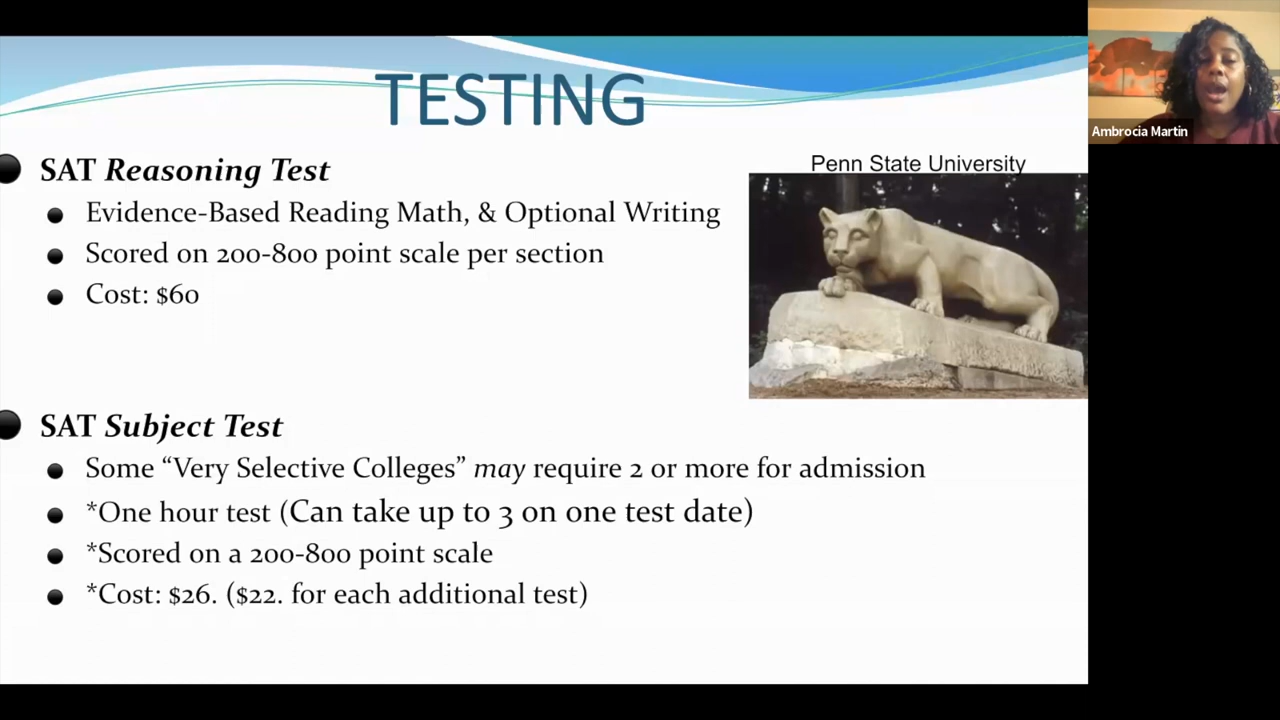 TESTING
Ambrocia Martin
Penn State University
SAT Reasoning Test
Evidence-Based Reading Math, & Optional Writing
Scored on 200-800 point scale per section
Cost: $60
SAT Subject Test
Some “Very Selective Colleges” may require 2 or more for admission
*One hour test (Can take up to 3 on one test date)
*Scored on a 200-800 point scale
*Cost: $26. ($22. for each additional test)